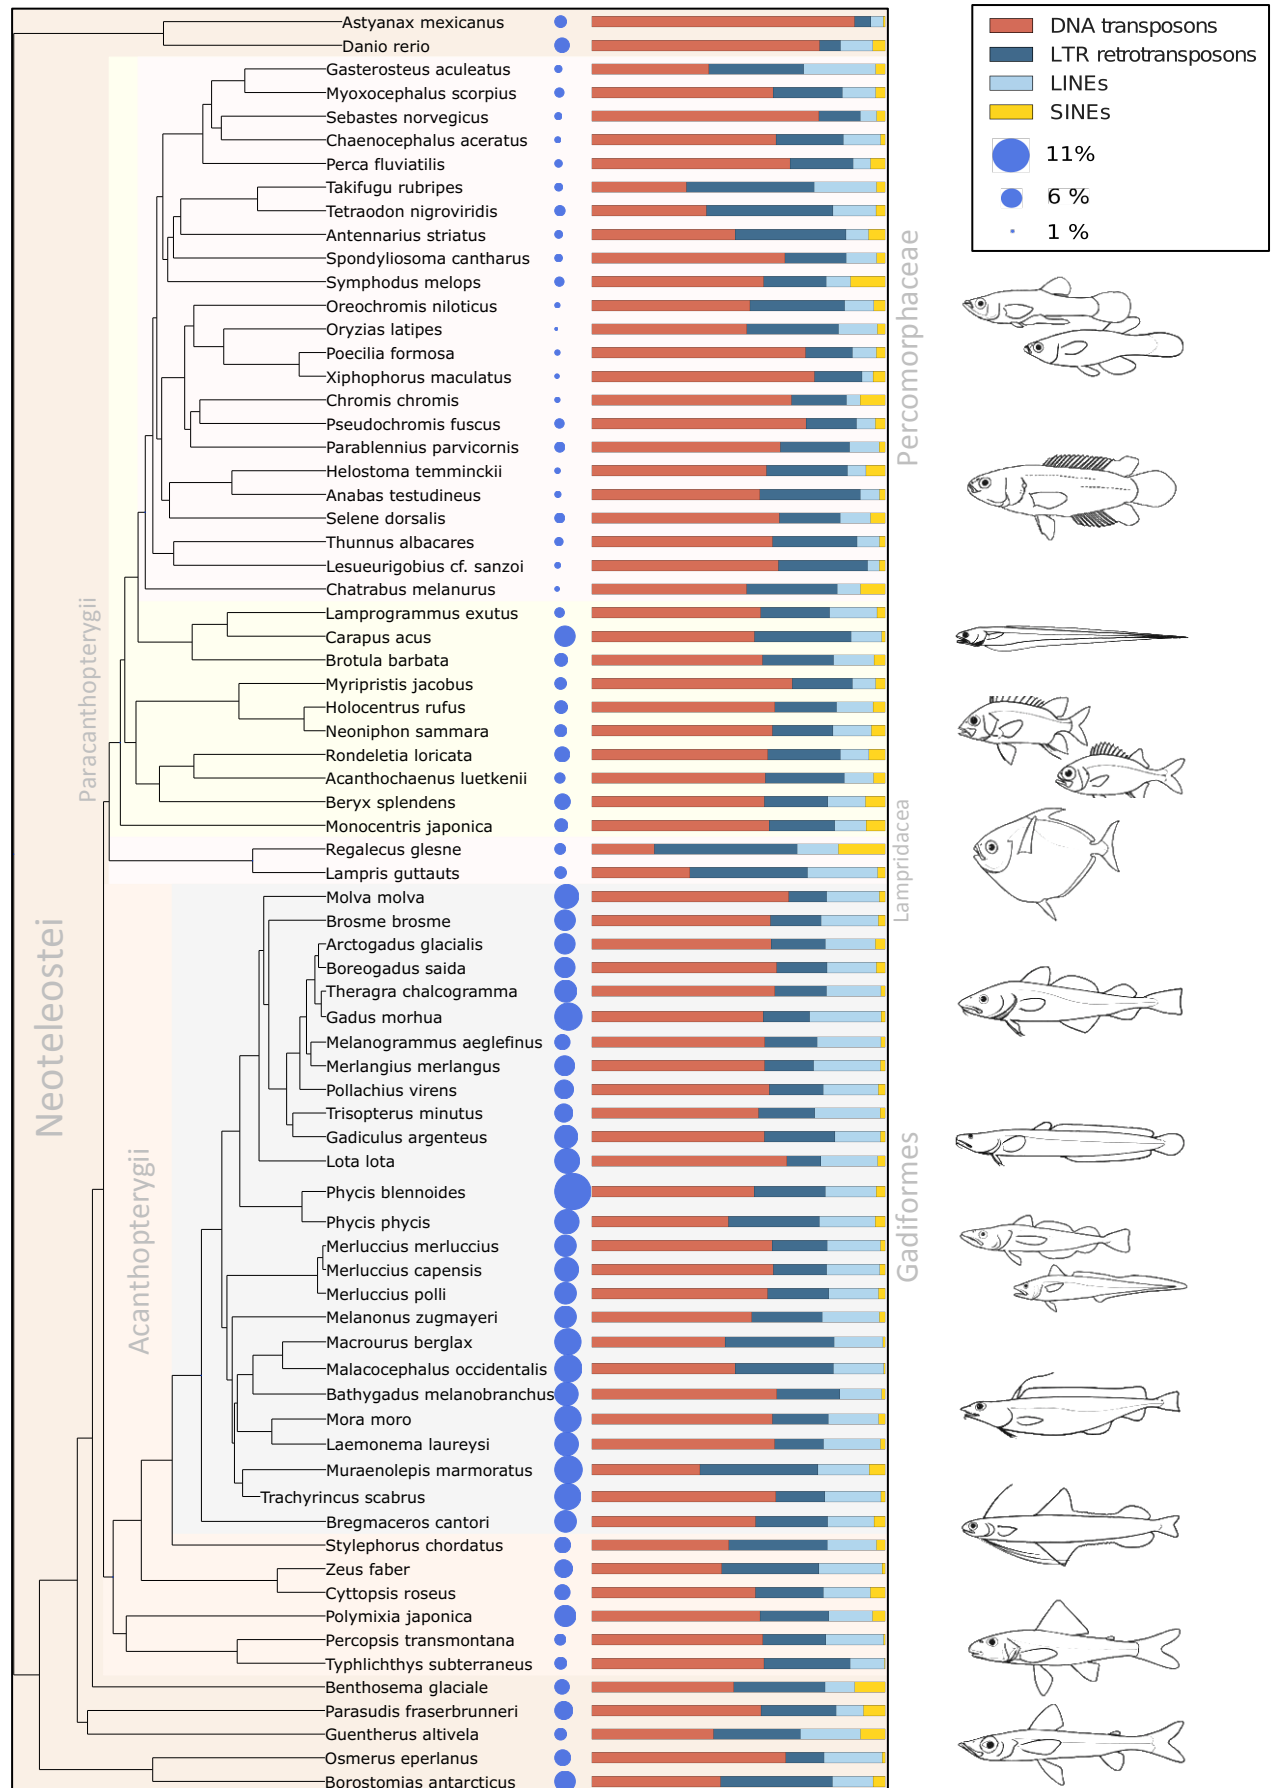 Astyanax mexicanus
Danio rerio
Gasterosteus aculeatus
Myoxocephalus scorpius
Sebastes norvegicus
Chaenocephalus aceratus
Perca fluviatilis
Takifugu rubripes
Tetraodon nigroviridis
Antennarius striatus
Spondyliosoma cantharus
Symphodus melops
Oreochromis niloticus
Oryzias latipes
Poecilia formosa
Xiphophorus maculatus
Chromis chromis
Pseudochromis fuscus
Parablennius parvicornis
Helostoma temminckii
Anabas testudineus
Selene dorsalis
Thunnus albacares
Lesueurigobius cf. sanzoi
Chatrabus melanurus
Lamprogrammus exutus
Carapus acus
Brotula barbata
Myripristis jacobus
Holocentrus rufus
Neoniphon sammara
Rondeletia loricata
Acanthochaenus luetkenii
Beryx splendens
Monocentris japonica
Regalecus glesne
Lampris guttauts
Molva molva
Brosme brosme
Arctogadus glacialis
Boreogadus saida
Theragra chalcogramma
Gadus morhua
Melanogrammus aeglefinus
Merlangius merlangus
Pollachius virens
Trisopterus minutus
Gadiculus argenteus
Lota lota
Phycis blennoides
Phycis phycis
Merluccius merluccius
Merluccius capensis
Merluccius polli
Melanonus zugmayeri
Macrourus berglax
Malacocephalus occidentalis
Bathygadus melanobranchus
Mora moro
Laemonema laureysi
Muraenolepis marmoratus
Trachyrincus scabrus
Bregmaceros cantori
Stylephorus chordatus
Zeus faber
Cyttopsis roseus
Polymixia japonica
Percopsis transmontana
Typhlichthys subterraneus
Benthosema glaciale
Parasudis fraserbrunneri
Guentherus altivela
Osmerus eperlanus
Borostomias antarcticus
Neoteleostei
Paracanthopterygii
Acanthopterygii
Percomorphaceae
Lampridacea
Gadiformes
DNA transposons
LTR retrotransposons
LINEs
SINEs
11%
6 %
1 %